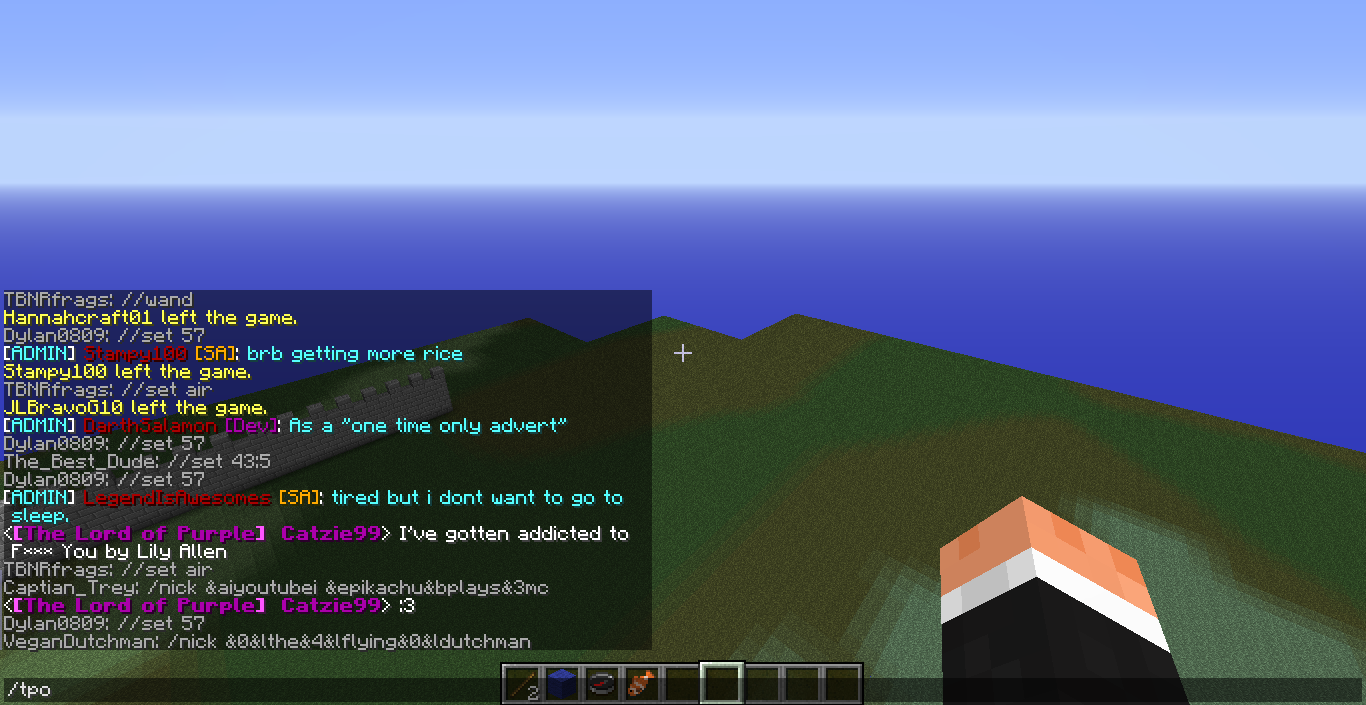 TBNRfrags: //wand
Hannahcraft01 left the game.
Dylan0809: //set 57
[ADMIN] Stampy100 [SA]: brb getting more rice
Stampy100 left the game.
TBNRfrags: //set air
JLBravoG10 left the game.
[ADMIN] DarthSalamon [Dev]: As a "one time only advert"
Dylan0809: //set 57
The_Best_Dude: //set 43:5
Dylan0809: //set 57
[ADMIN] LegendIsAwesomes [SA]: tired but i dont want to go to
sleep.
<[The Lord of Purple] Catzie99> I've gotten addicted to
F*** You by Lily Allen
TBNRfrags: //set air
Captian_Trey: /nick &aiyoutubei &epikachu&bplays&3mc
<[The Lord of Purple] Catzie99> :3
Dylan0809: //set 57
VeganDutchman: /nick &0&lthe&4&lflying&0&ldutchman
2
/tpo